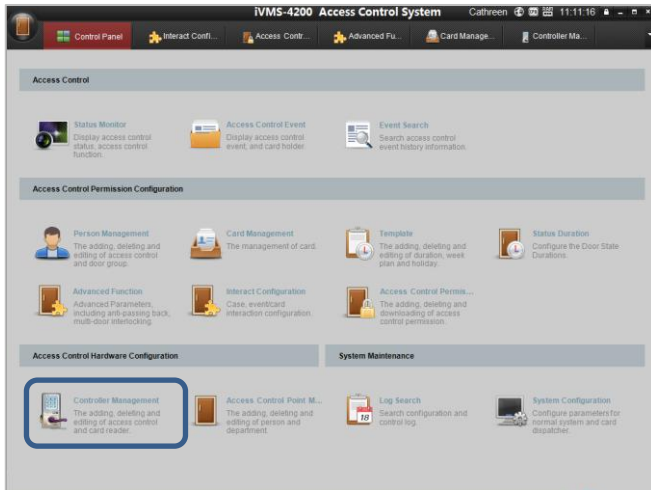 iVMS-4200 Access Control System
Cathreen
11:11:16
Control Panel
Interact Confi...
Access Contr...
Advanced Fu...
Card Manage...
Controller Ma...
Access Control
Status Monitor
Display access control
status, access control
function.
Access Control Event
Display access control
event, and card holder.
Event Search
Search access control
event history information.
Access Control Permission Configuration
Person Management
The adding, deleting and
editing of access control
and door group.
Card Management
The management of card.
Template
The adding, deleting and
editing of duration, week
plan and holiday.
Status Duration
Configure the Door State
Durations.
Advanced Function
Advanced Parameters,
including anti-passing back,
multi-door interlocking.
Interact Configuration
Case, event/card
interaction configuration.
Access Control Permis...
The adding, deleting and
downloading of access
control permission.
Access Control Hardware Configuration
System Maintenance
Controller Management
The adding, deleting and
editing of access control
and card reader.
Access Control Point M...
The adding, deleting and
editing of person and
department.
18
Log Search
Search configuration and
control log.
System Configuration
Configure parameters for
normal system and card
dispatcher.